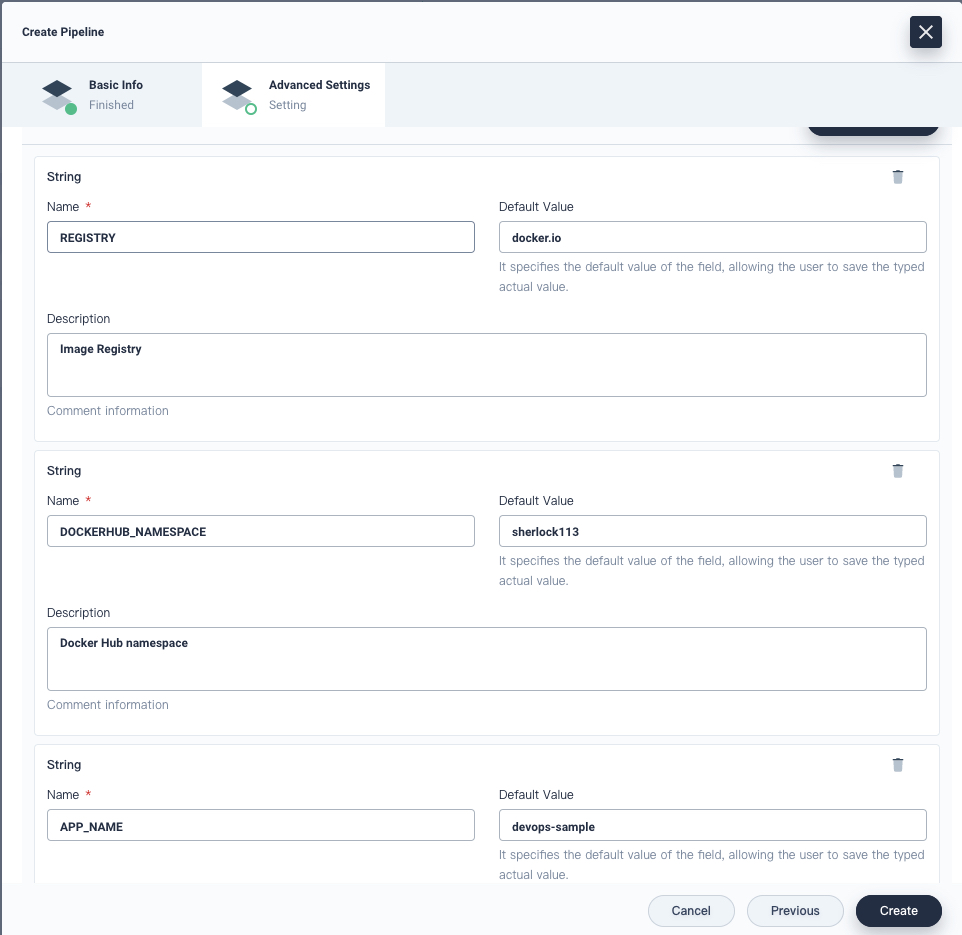 Create Pipeline
Basic Info
Finished
Advanced Settings
Setting
String
Name *
REGISTRY
Default Value
docker.io
It specifies the default value of the field, allowing the user to save the typed
actual value.
Description
Image Registry
Comment information
String
Name *
DOCKERHUB_NAMESPACE
Default Value
sherlock113
It specifies the default value of the field, allowing the user to save the typed
actual value.
Description
Docker Hub namespace
Comment information
String
Name *
APP_NAME
Default Value
devops-sample
It specifies the default value of the field, allowing the user to save the typed
actual value.
Cancel
Previous
Create